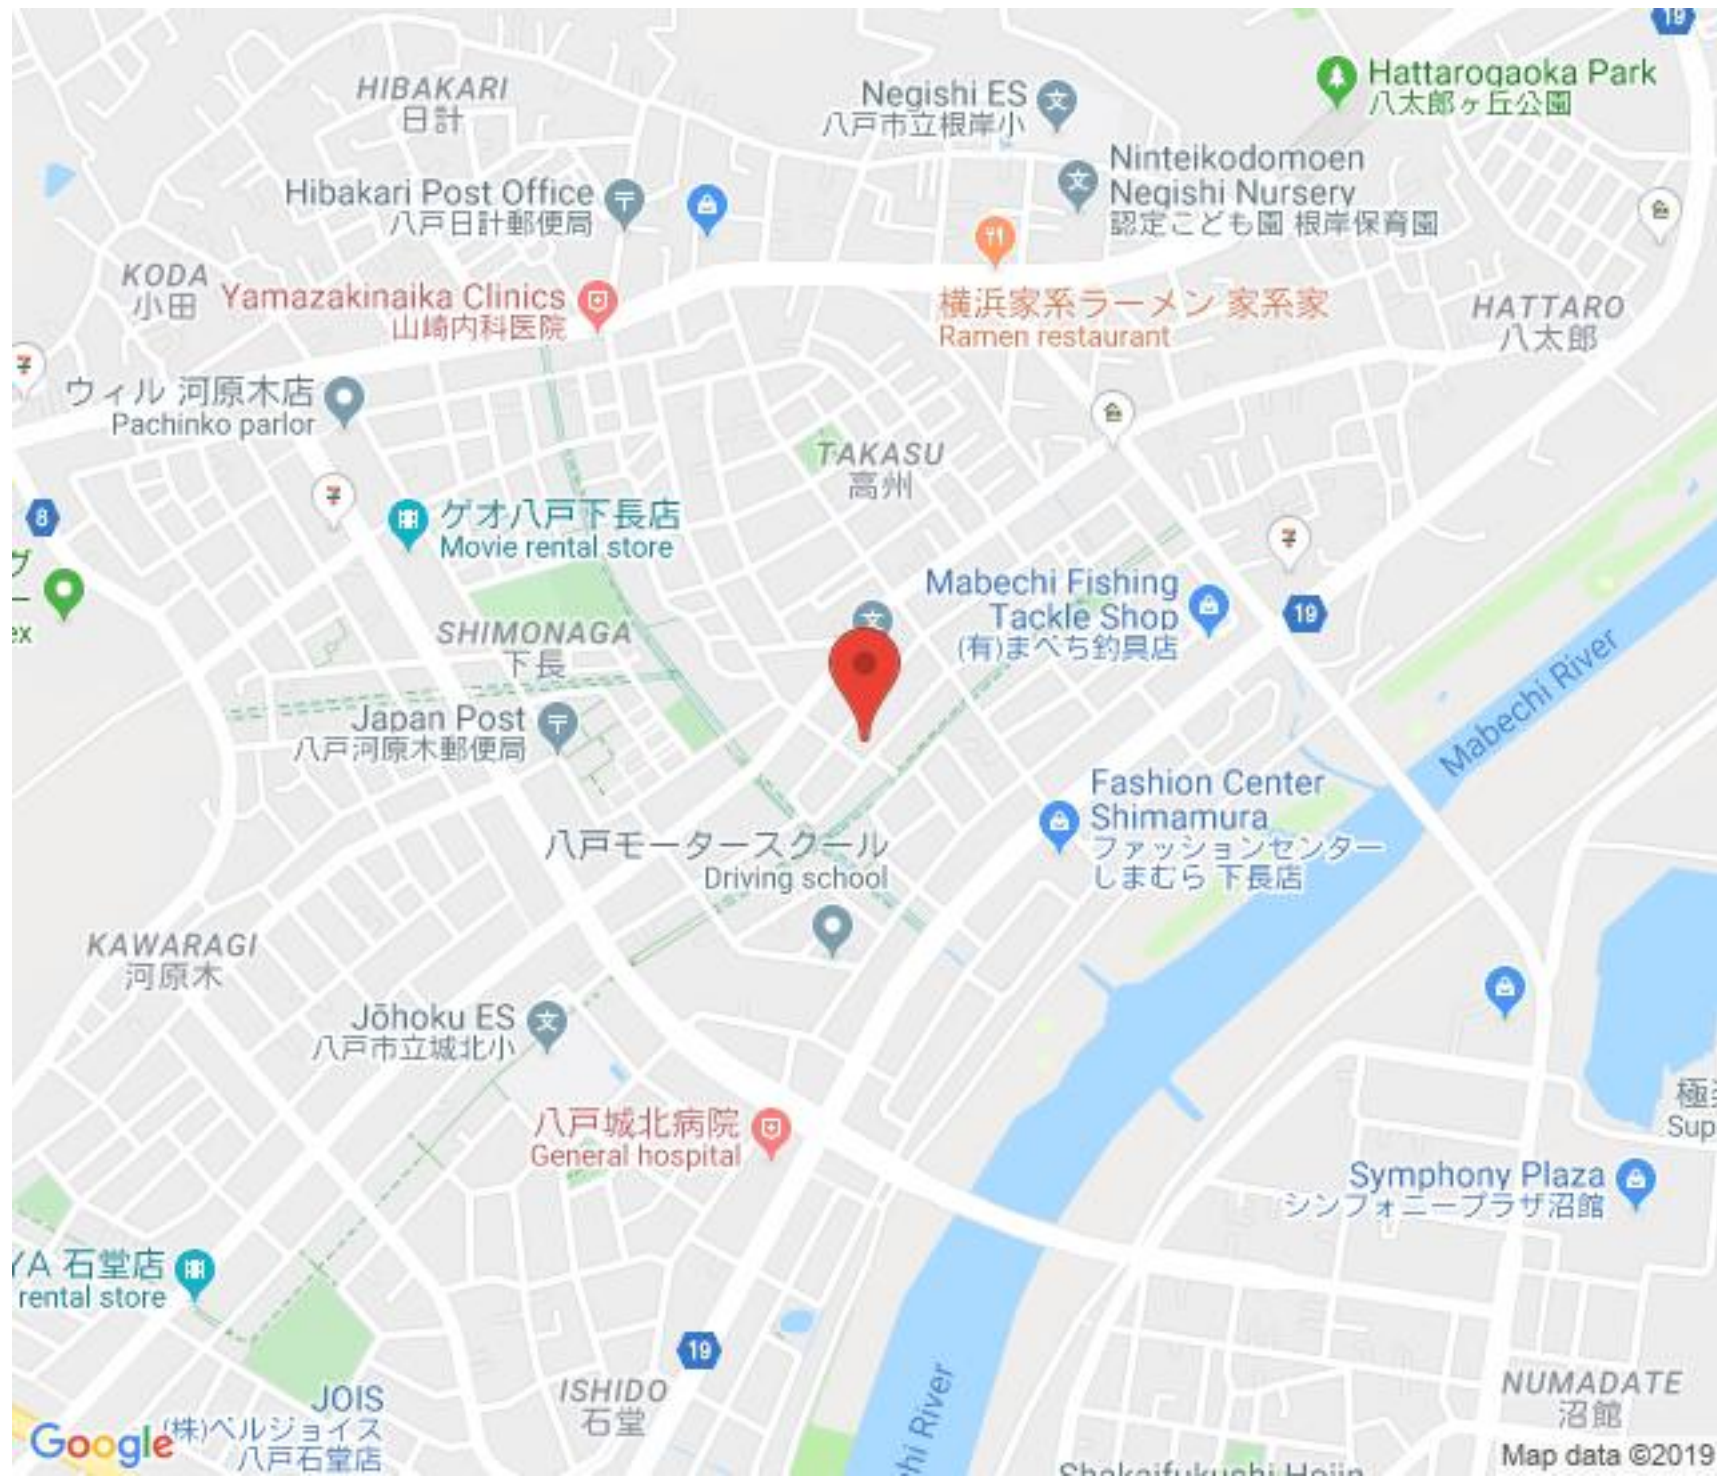 19
HIBAKARI
日計
Negishi ES
八戸市立根岸小
Hattarogaoka Park
八太郎ヶ丘公園
Ninteikodomoen
Negishi Nursery
認定こども園 根岸保育園
Hibakari Post Office
八戸日計郵便局
KODA
小田
Yamazakinaika Clinics
山崎内科医院
横浜家系ラーメン 家系家
Ramen restaurant
HATTARO
八太郎
ウィル 河原木店
Pachinko parlor
TAKASU
高州
8
ゲオ八戸下長店
Movie rental store
Mabechi Fishing
Tackle Shop
(有)まべち釣具店
19
SHIMONAGA
下長
Mabechi River
Japan Post
八戸河原木郵便局
Fashion Center
Shimamura
ファッションセンター
しまむら 下長店
八戸モータースクール
Driving school
KAWARAGI
河原木
Jōhoku ES
八戸市立城北小
八戸城北病院
General hospital
Symphony Plaza
シンフォニープラザ沼館
YA 石堂店
rental store
19
JOIS
(株)ベルジョイス
八戸石堂店
ISHIDO
石堂
chi River
NUMADATE
沼館
Google
Map data ©2019